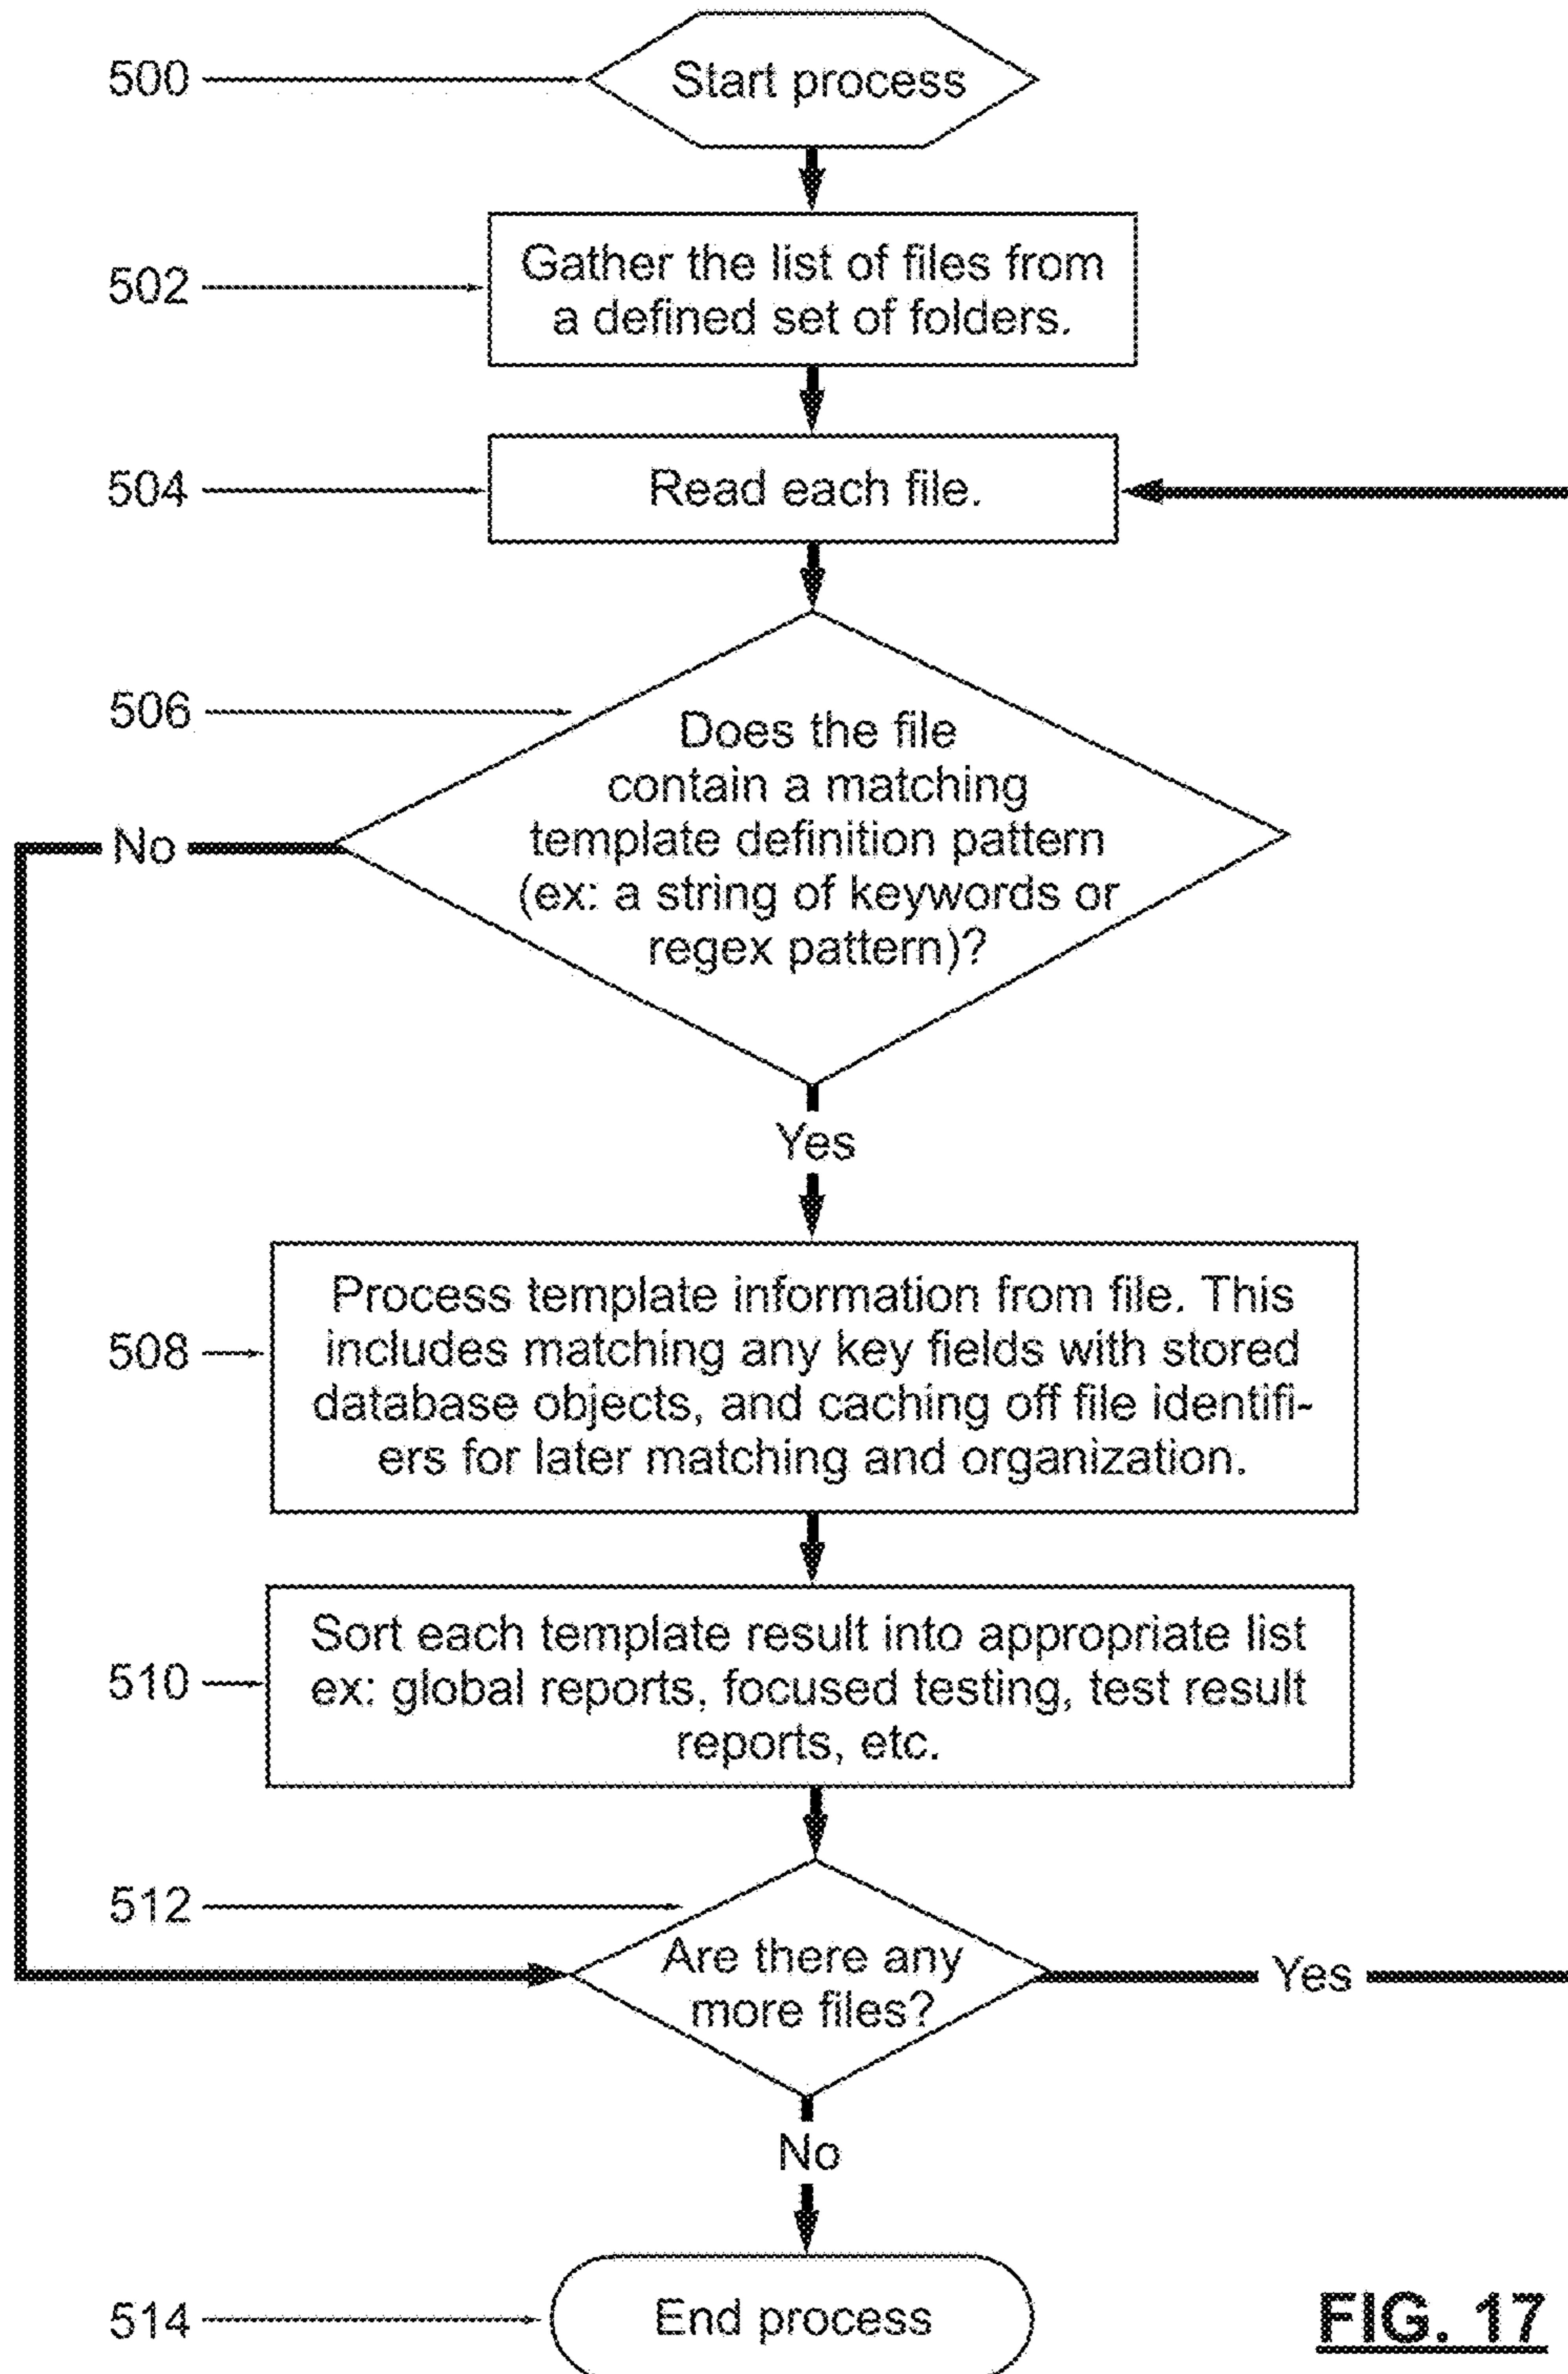 500
Start process
502
Gather the list of files from
a defined set of folders.
504
Read each file.
506
Does the file
contain a matching
template definition pattern
(ex: a string of keywords or
regex pattern)?
No
Yes
508
Process template information from file. This
includes matching any key fields with stored
database objects, and caching off file identifi-
ers for later matching and organization.
510
Sort each template result into appropriate list
ex: global reports, focused testing, test result
reports, etc.
512
Are there any
more files?
Yes
No
514
End process
FIG. 17